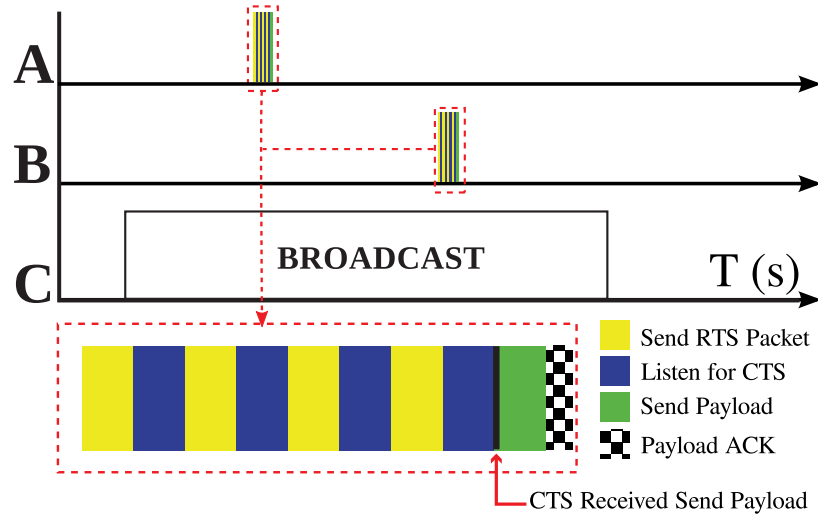 A
B
BROADCAST
C
T (s)
Send RTS Packet
Listen for CTS
Send Payload
Payload ACK
CTS Received Send Payload